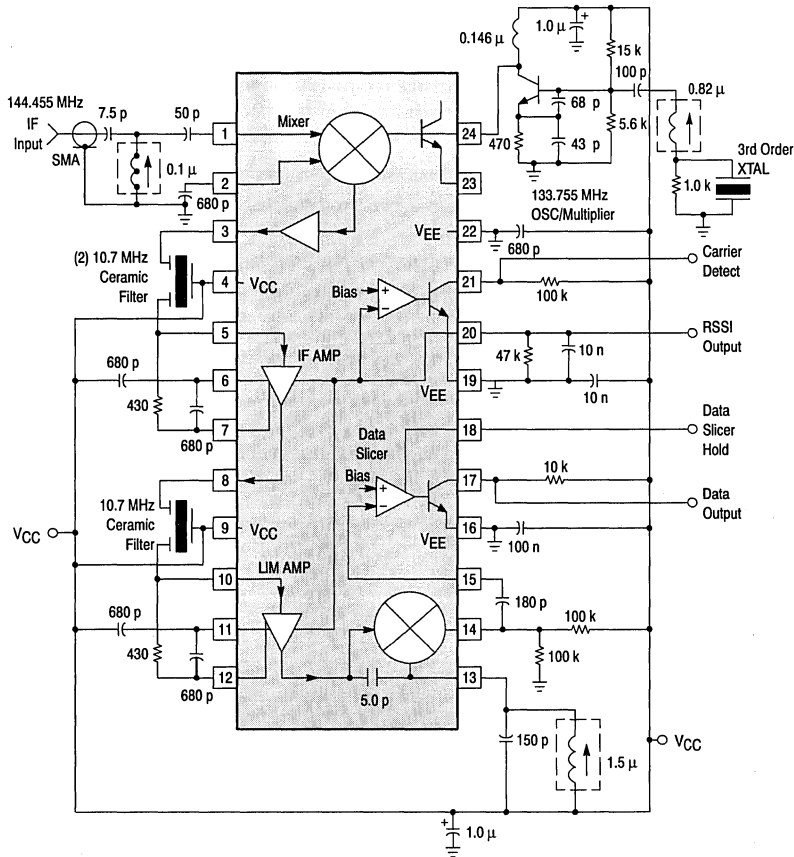 144.455 MHz
IF
Input
SMA
7.5 p
50 p
0.1 µ
680 p
(2) 10.7 MHz
Ceramic
Filter
680 p
430
680 p
10.7 MHz
Ceramic
Filter
VCC
680 p
430
680 p
1
2
3
4
5
6
7
8
9
10
11
12
Mixer
VCC
IF AMP
VCC
LIM AMP
Bias
+
–
VEE
VEE
Data
Slicer
Bias
+
–
VEE
5.0 p
24
23
22
21
20
19
18
17
16
15
14
13
0.146 µ
1.0 µ
+
15 k
100 p
0.82 µ
68 p
470
43 p
5.6 k
3rd Order
XTAL
1.0 k
133.755 MHz
OSC/Multiplier
680 p
Carrier
Detect
100 k
RSSI
Output
47 k
10 n
10 n
Data
Slicer
Hold
10 k
Data
Output
100 n
180 p
100 k
100 k
150 p
1.5 µ
VCC
+
1.0 µ